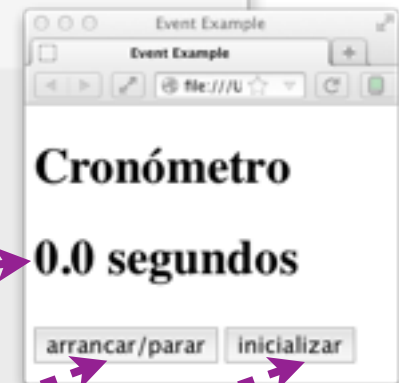 Event Example
Event Example
file:///U
Cronómetro
0.0 segundos
arrancar/parar inicializar